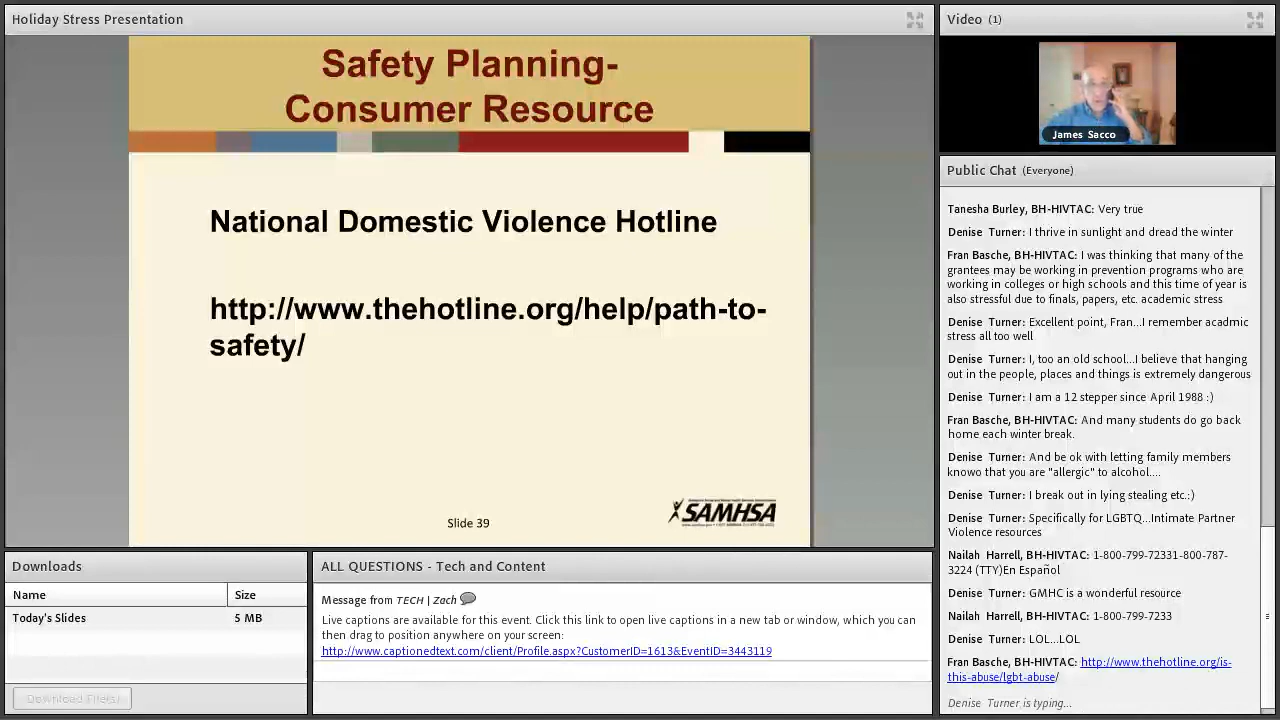 Holiday Stress Presentation
Safety Planning-
Consumer Resource
National Domestic Violence Hotline
http://www.thehotline.org/help/path-to-
safety/
Slide 39
SAMHSA
Video (1)
James Sacco
Public Chat (Everyone)
Tanesha Burley, BH-HIVTAC: Very true
Denise Turner: I thrive in sunlight and dread the winter
Fran Basche, BH-HIVTAC: I was thinking that many of the
grantees may be working in prevention programs who are
working in colleges or high schools and this time of year is
also stressful due to finals, papers, etc. academic stress
Denise Turner: Excellent point, Fran...I remember acadmic
stress all too well
Denise Turner: I, too an old school...I believe that hanging
out in the people, places and things is extremely dangerous
Denise Turner: I am a 12 stepper since April 1988 :)
Fran Basche, BH-HIVTAC: And many students do go back
home each winter break.
Denise Turner: And be ok with letting family members
knowo that you are "allergic" to alcohol....
Denise Turner: I break out in lying stealing etc.:)
Denise Turner: Specifically for LGBTQ...Intimate Partner
Violence resources
Nailah Harrell, BH-HIVTAC: 1-800-799-72331-800-787-
3224 (TTY)En Español
Denise Turner: GMHC is a wonderful resource
Nailah Harrell, BH-HIVTAC: 1-800-799-7233
Denise Turner: LOL...LOL
Fran Basche, BH-HIVTAC: http://www.thehotline.org/is-
this-abuse/lgbt-abuse/
Denise Turner is typing...
Downloads
Name Size
Today's Slides 5 MB
Download File(s)
ALL QUESTIONS - Tech and Content
Message from TECH | Zach
Live captions are available for this event. Click this link to open live captions in a new tab or window, which you can
then drag to position anywhere on your screen:
http://www.captionedtext.com/client/Profile.aspx?CustomerID=1613&EventID=3443119